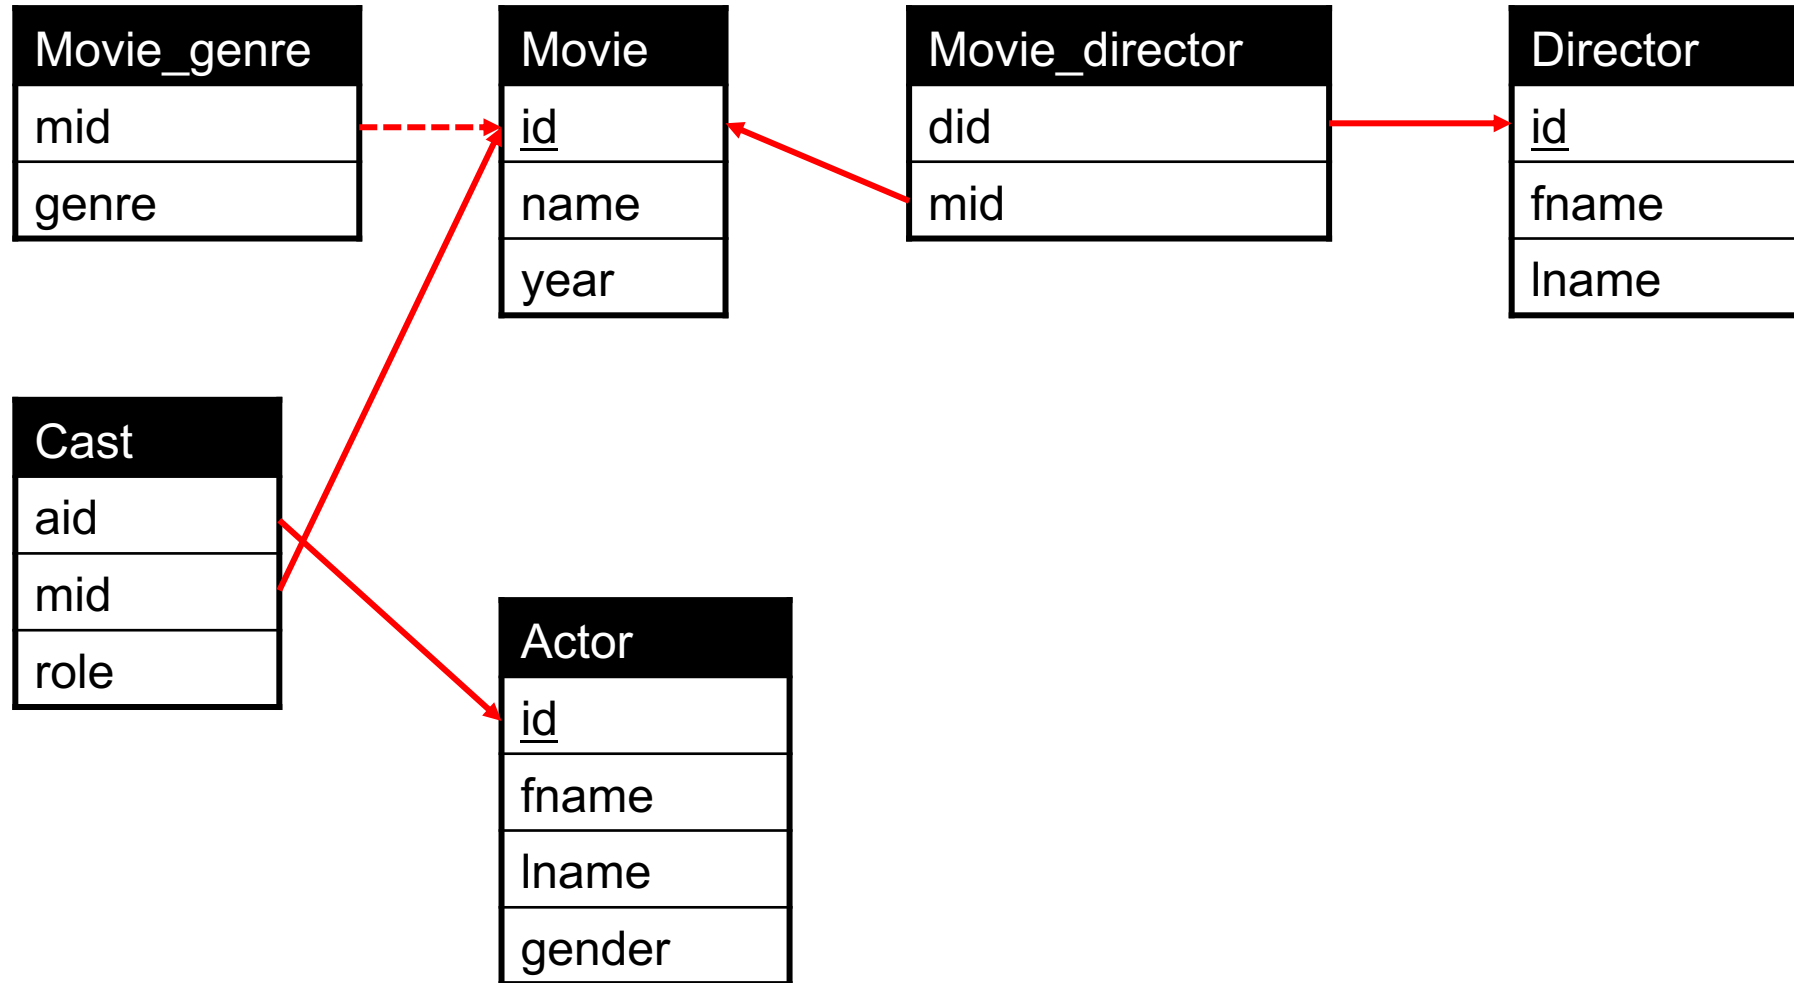 Movie_genre
mid
genre
Movie
id
name
year
Movie_director
did
mid
Director
id
fname
lname
Cast
aid
mid
role
Actor
id
fname
lname
gender